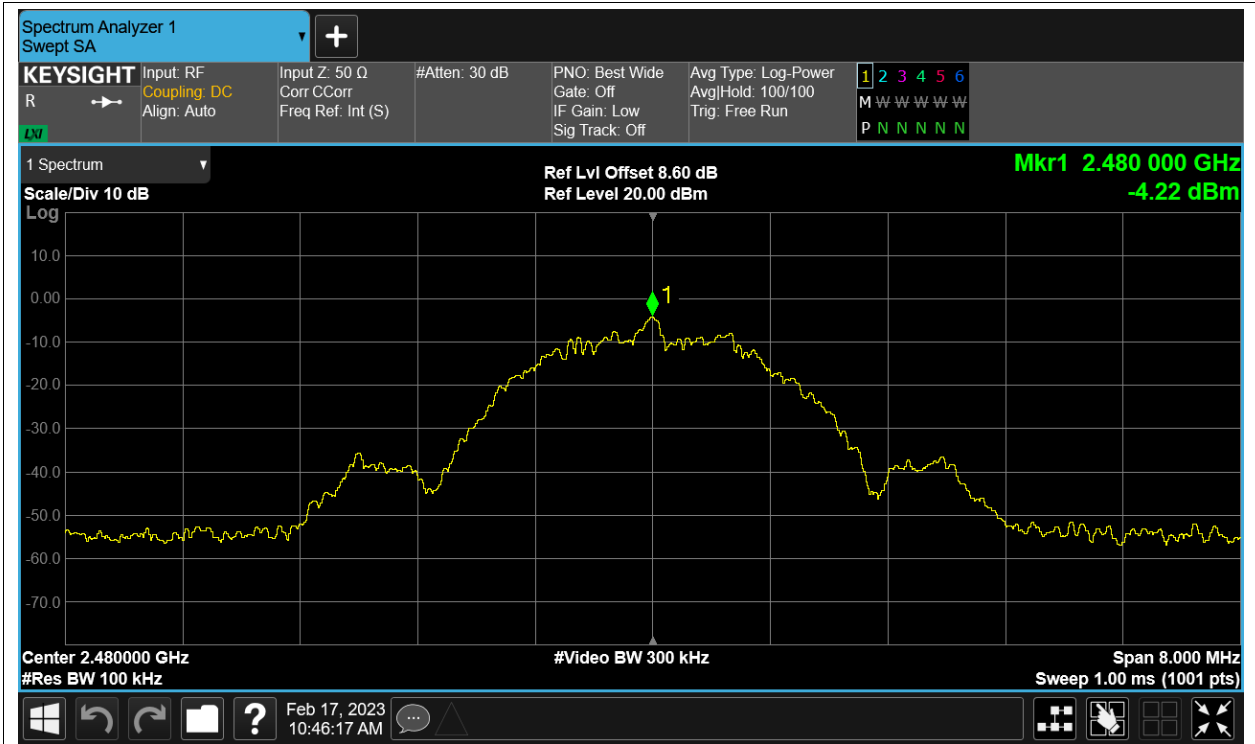 Spectrum Analyzer 1
Swept SA
+
KEYSIGHT
R
LXI
Input: RF
Coupling: DC
Align: Auto
Input Z: 50 Ω
Corr CCorr
Freq Ref: Int (S)
#Atten: 30 dB
PNO: Best Wide
Gate: Off
IF Gain: Low
Sig Track: Off
Avg Type: Log-Power
Avg|Hold: 100/100
Trig: Free Run
1 2 3 4 5 6
M W W W W W W
P N N N N N
1 Spectrum
Scale/Div 10 dB
Log
Ref Lvl Offset 8.60 dB
Ref Level 20.00 dBm
Mkr1 2.480 000 GHz
-4.22 dBm
10.0
0.00
-10.0
-20.0
-30.0
-40.0
-50.0
-60.0
-70.0
1
Center 2.480000 GHz
#Res BW 100 kHz
#Video BW 300 kHz
Span 8.000 MHz
Sweep 1.00 ms (1001 pts)
?
Feb 17, 2023
10:46:17 AM